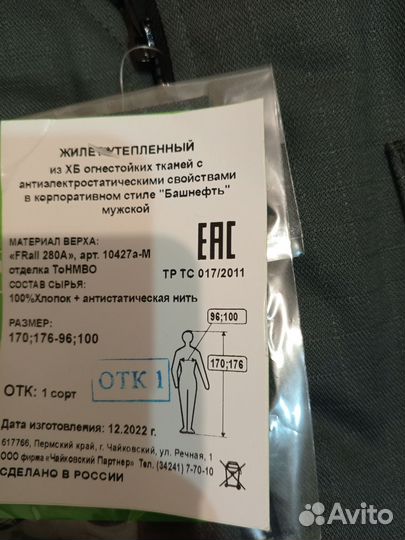 ЖИЛЕТ УТЕПЛЕННЫЙ
из ХБ огнестойких тканей с
антиэлектростатическими свойствами
в корпоративном стиле "Башнефть"
мужской
МАТЕРИАЛ ВЕРХА:
«FRall 280A», арт. 10427а-М
отделка ТоНМВО
СОСТАВ СЫРЬЯ:
100%Хлопок + антистатическая нить
РАЗМЕР:
170;176-96;100
EAC
ТР ТС 017/2011
96;100
170;176
ОТК: 1 сорт
ОТК 1
Дата изготовления: 12.2022 г.
617766, Пермский край, г. Чайковский, ул. Речная, 1
ООО фирма «Чайковский Партнер» Тел. (34241) 7-70-10
СДЕЛАНО В РОССИИ
Avito